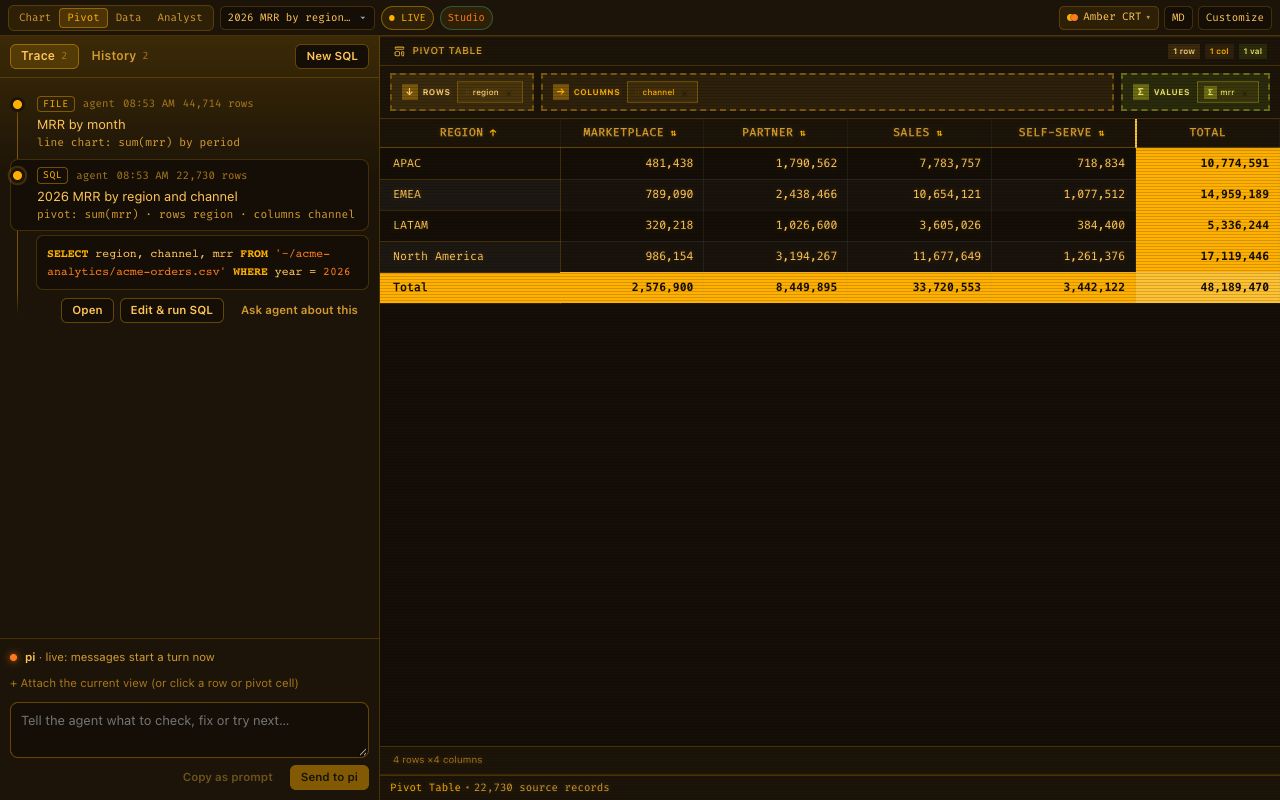 Chart Pivot Data Analyst 2026 MRR by region… LIVE Studio Amber CRT MD Customize
Trace 2 History 2 New SQL
FILE agent 08:53 AM 44,714 rows
MRR by month
line chart: sum(mrr) by period
SQL agent 08:53 AM 22,730 rows
2026 MRR by region and channel
pivot: sum(mrr) · rows region · columns channel
SELECT region, channel, mrr FROM '~/acme-
analytics/acme-orders.csv' WHERE year = 2026
Open Edit & run SQL Ask agent about this
pi · live: messages start a turn now
+ Attach the current view (or click a row or pivot cell)
Tell the agent what to check, fix or try next…
Copy as prompt Send to pi
PIVOT TABLE 1 row 1 col 1 val
↓ ROWS region → COLUMNS channel Σ VALUES Σ mrr
REGION ↑ MARKETPLACE ⇅ PARTNER ⇅ SALES ⇅ SELF-SERVE ⇅ TOTAL
APAC 481,438 1,790,562 7,783,757 718,834 10,774,591
EMEA 789,090 2,438,466 10,654,121 1,077,512 14,959,189
LATAM 320,218 1,026,600 3,605,026 384,400 5,336,244
North America 986,154 3,194,267 11,677,649 1,261,376 17,119,446
Total 2,576,900 8,449,895 33,720,553 3,442,122 48,189,470
4 rows ×4 columns
Pivot Table • 22,730 source records